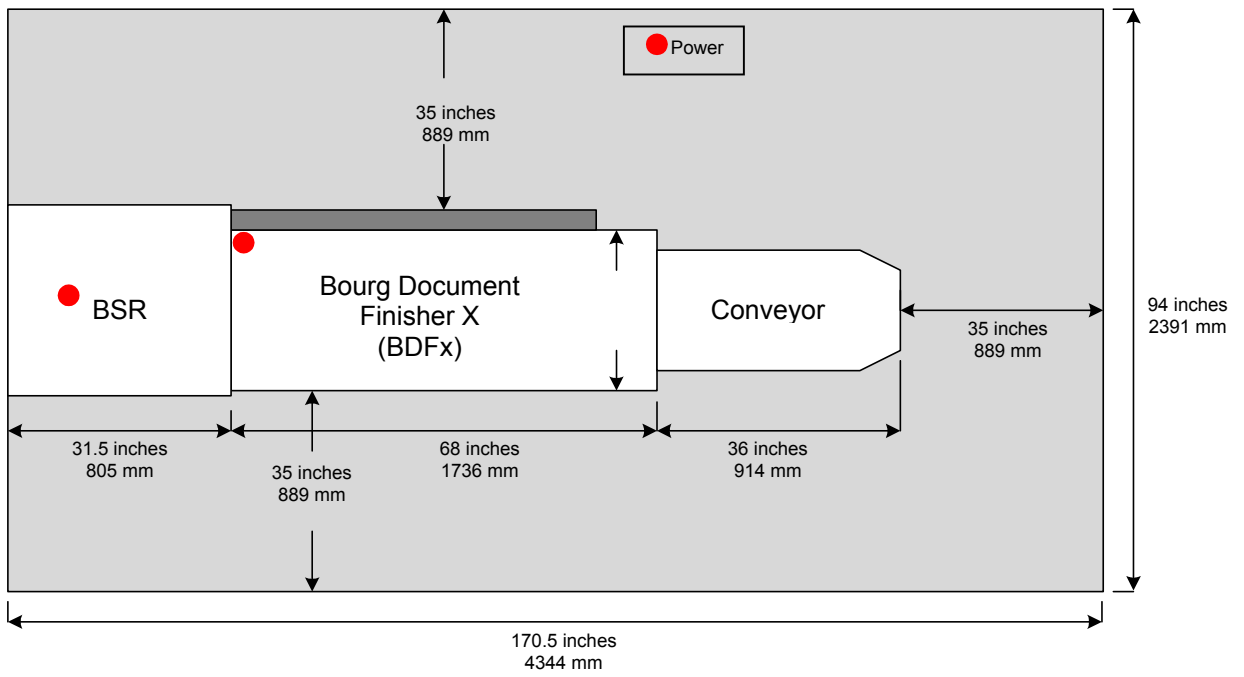 Power
35 inches
889 mm
BSR
Bourg Document
Finisher X
(BDFx)
Conveyor
35 inches
889 mm
94 inches
2391 mm
31.5 inches
805 mm
35 inches
889 mm
68 inches
1736 mm
36 inches
914 mm
170.5 inches
4344 mm